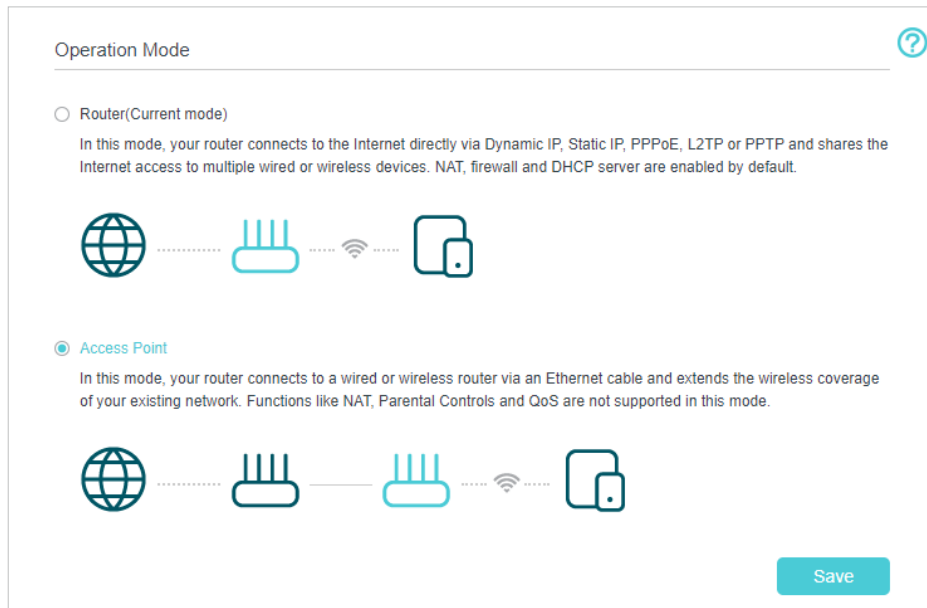 Operation Mode
Router(Current mode)
In this mode, your router connects to the Internet directly via Dynamic IP, Static IP, PPPoE, L2TP or PPTP and shares the
Internet access to multiple wired or wireless devices. NAT, firewall and DHCP server are enabled by default.
Access Point
In this mode, your router connects to a wired or wireless router via an Ethernet cable and extends the wireless coverage
of your existing network. Functions like NAT, Parental Controls and QoS are not supported in this mode.
Save